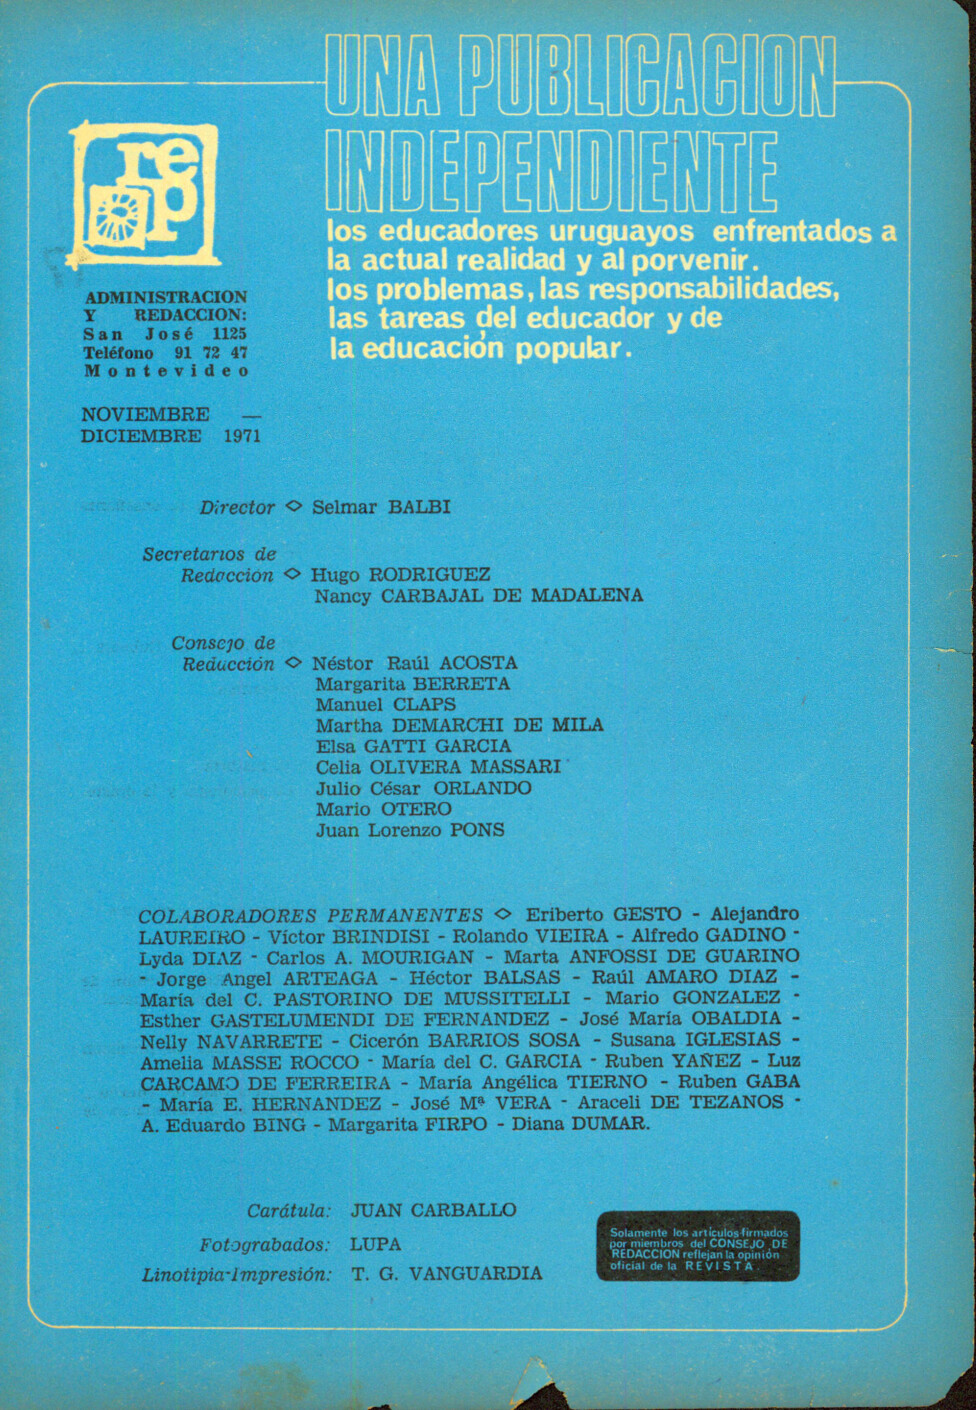 UNA PUBLICACION
INDEPENDIENTE
los educadores uruguayos enfrentados a
la actual realidad y al porvenir.
los problemas, las responsabilidades,
las tareas del educador y de
la educación popular.
rep
ADMINISTRACION
Y REDACCION:
San José 1125
Teléfono 91 72 47
Montevideo
NOVIEMBRE —
DICIEMBRE 1971
Director ◇ Selmar BALBI
Secretarios de
Redacción ◇ Hugo RODRIGUEZ
Nancy CARBAJAL DE MADALENA
Consejo de
Redacción ◇ Néstor Raúl ACOSTA
Margarita BERRETA
Manuel CLAPS
Martha DEMARCHI DE MILA
Elsa GATTI GARCIA
Celia OLIVERA MASSARI
Julio César ORLANDO
Mario OTERO
Juan Lorenzo PONS
COLABORADORES PERMANENTES ◇ Eriberto GESTO - Alejandro
LAUREIRO - Víctor BRINDISI - Rolando VIEIRA - Alfredo GADINO -
Lyda DIAZ - Carlos A. MOURIGAN - Marta ANFOSSI DE GUARINO
- Jorge Angel ARTEAGA - Héctor BALSAS - Raúl AMARO DIAZ -
María del C. PASTORINO DE MUSSITELLI - Mario GONZALEZ -
Esther GASTELUMENDI DE FERNANDEZ - José María OBALDIA -
Nelly NAVARRETE - Cicerón BARRIOS SOSA - Susana IGLESIAS -
Amelia MASSE ROCCO - María del C. GARCIA - Ruben YAÑEZ - Luz
CARCAMO DE FERREIRA - María Angélica TIERNO - Ruben GABA
- María E. HERNANDEZ - José Mª VERA - Araceli DE TEZANOS -
A. Eduardo BING - Margarita FIRPO - Diana DUMAR.
Carátula: JUAN CARBALLO
Fotograbados: LUPA
Linotipia-Impresión: T. G. VANGUARDIA
Solamente los artículos firmados
por miembros del CONSEJO DE
REDACCION reflejan la opinión
oficial de la REVISTA.